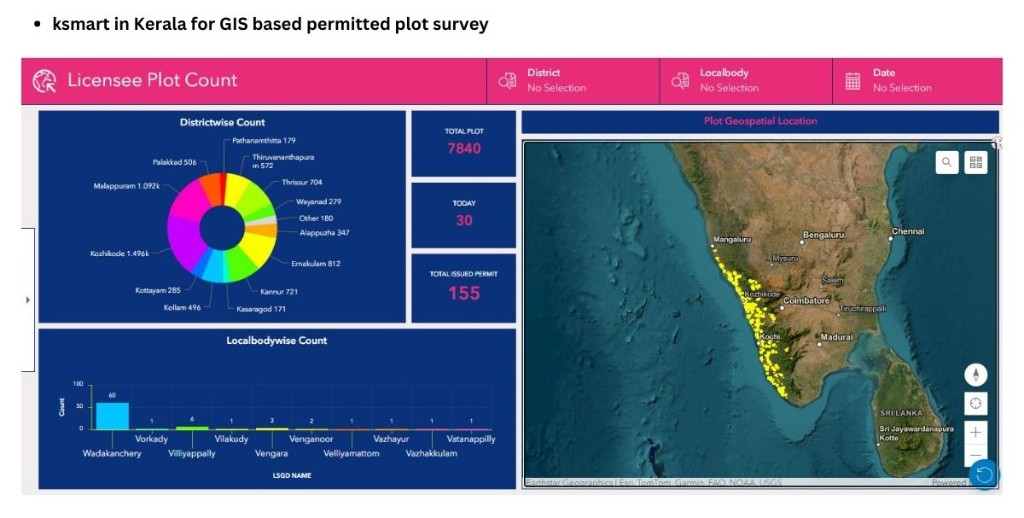 ksmart in Kerala for GIS based permitted plot survey
Licensee Plot Count
District
No Selection
Localbody
No Selection
Date
No Selection
Districtwise Count
Pathanamthitta 179
Thiruvananthapura
m 572
Thrissur 704
Wayanad 279
Other 180
Alappuzha 347
Ernakulam 812
Kannur 721
Kasaragod 171
Kollam 496
Kottayam 285
Kozhikode 1.496k
Malappuram 1.092k
Palakkad 506
TOTAL PLOT
7840
TODAY
30
TOTAL ISSUED PERMIT
155
Plot Geospatial Location
Mangaluru
Bengaluru
Chennai
Mysuru
Salem
Kozhikode
Coimbatore
Tiruchirappalli
Kochi
Madurai
SRI LANKA
Sri Jayawardanapura
Kotte
Earthstar Geographics | Esri, TomTom, Garmin, FAO, NOAA, USGS
Powered
Localbodywise Count
Count
100
50
0
60
1
6
1
3
2
1
1
1
1
Wadakanchery
Vorkady
Villiyappally
Vilakudy
Vengara
Venganoor
Velliyamattom
Vazhayur
Vazhakkulam
Vatanappilly
LSGD NAME